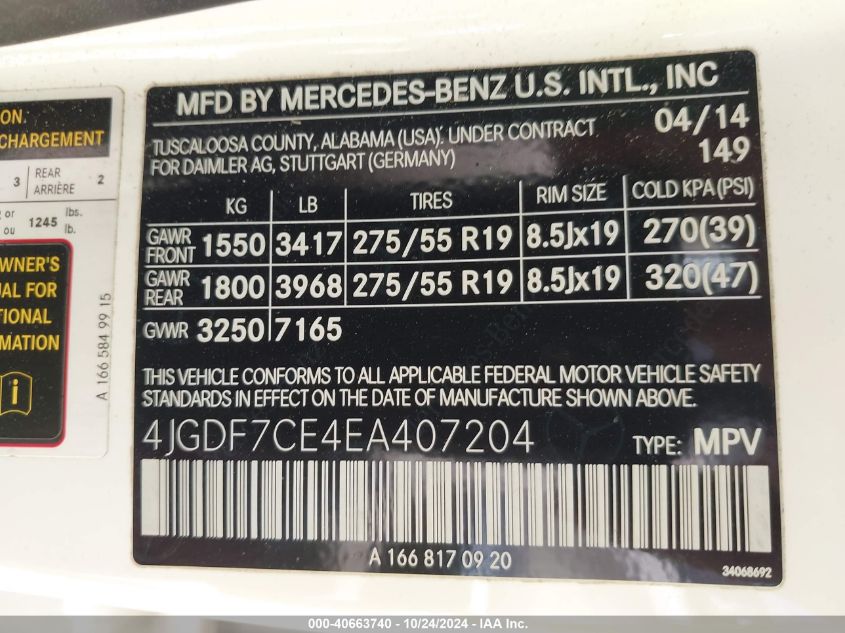 ON.
CHARGEMENT
3 REAR ARRIÈRE 2
or ou 1245 lbs. lb.
WNER'S
AL FOR
TIONAL
MATION
i
A 166 584 99 15
MFD BY MERCEDES-BENZ U.S. INTL., INC
TUSCALOOSA COUNTY, ALABAMA (USA). UNDER CONTRACT 04/14
FOR DAIMLER AG, STUTTGART (GERMANY) 149
KG LB TIRES RIM SIZE COLD KPA (PSI)
GAWR FRONT 1550 3417 275/55 R19 8.5Jx19 270(39)
GAWR REAR 1800 3968 275/55 R19 8.5Jx19 320(47)
GVWR 3250 7165
THIS VEHICLE CONFORMS TO ALL APPLICABLE FEDERAL MOTOR VEHICLE SAFETY
STANDARDS IN EFFECT ON THE DATE OF MANUFACTURE SHOWN ABOVE.
4JGDF7CE4EA407204 TYPE: MPV
A 166 817 09 20
34068692
000-40663740 - 10/24/2024 - IAA Inc.